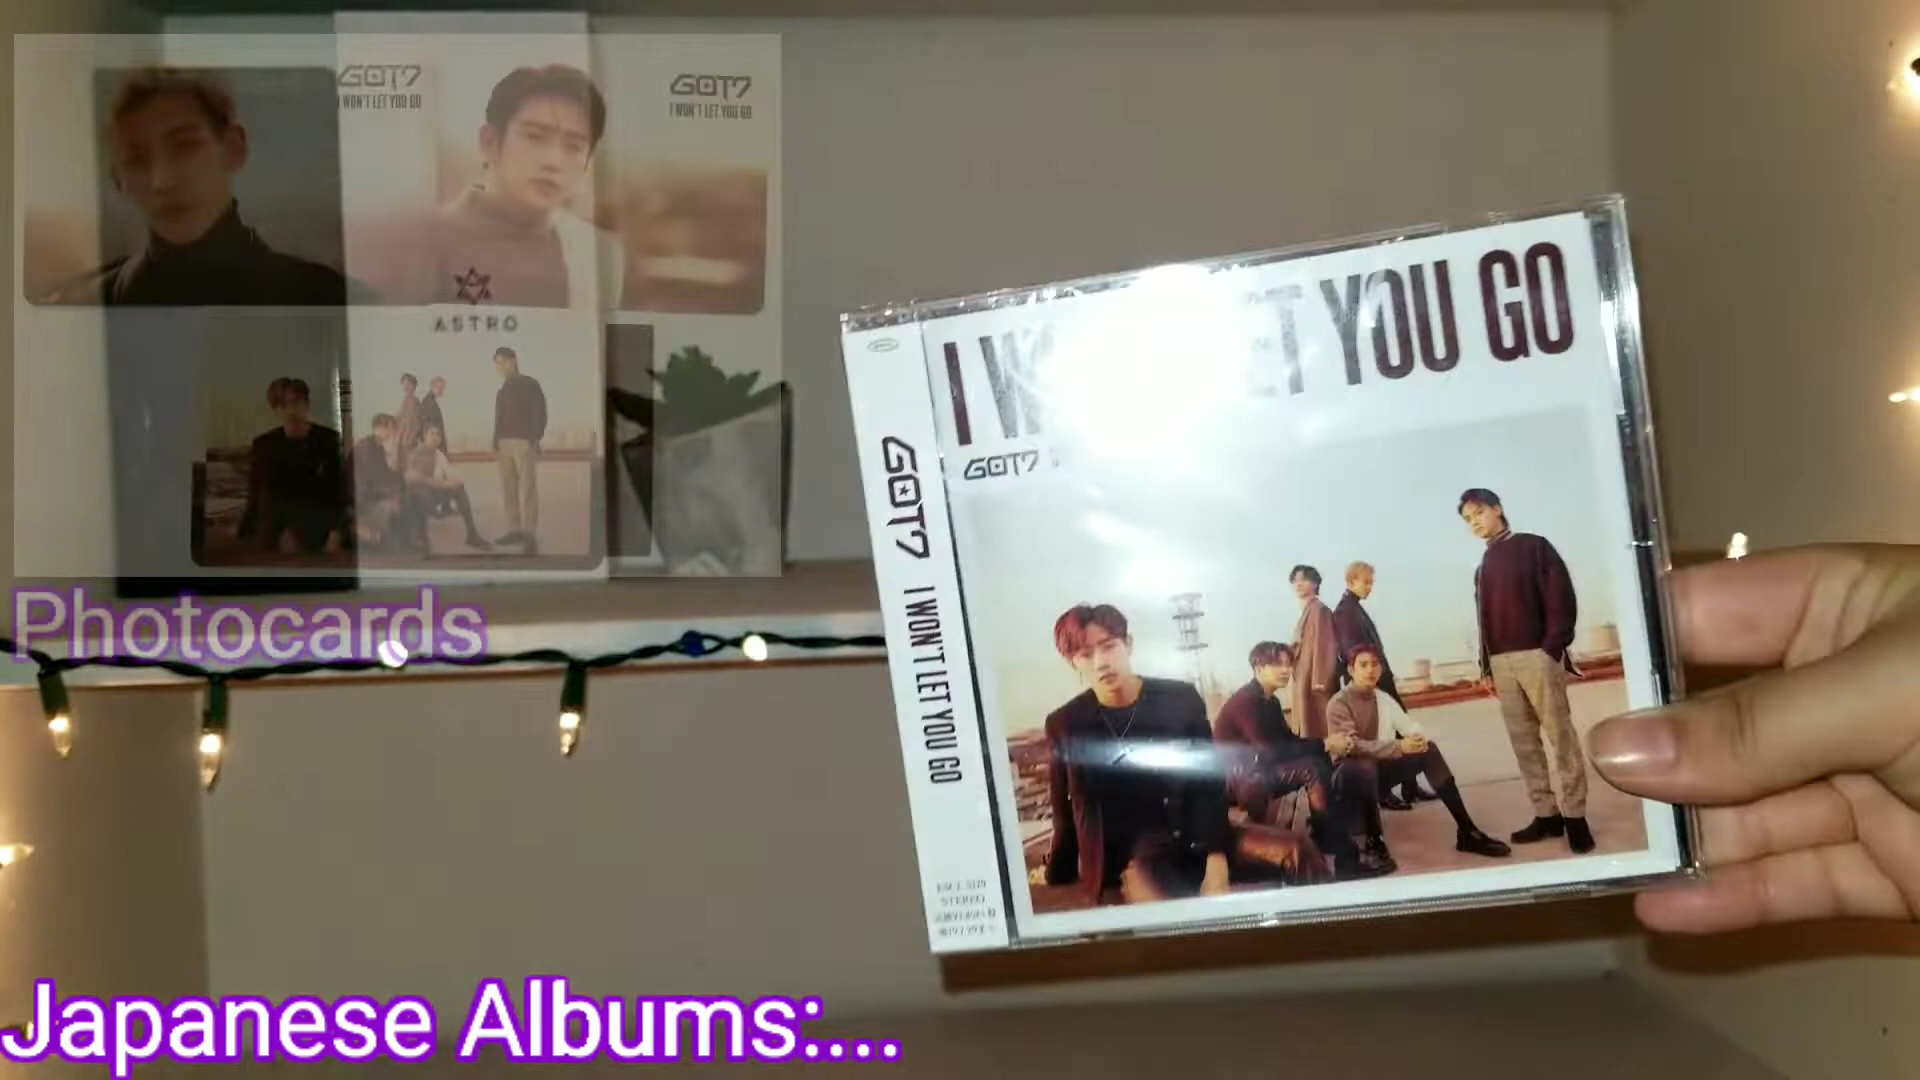 GOT7
I WON'T LET YOU GO
GOT7
I WON'T LET YOU GO
ASTRO
Photocards
I W ET YOU GO
GOT7
GOT7 I WON'T LET YOU GO
STEREO
Japanese Albums:....